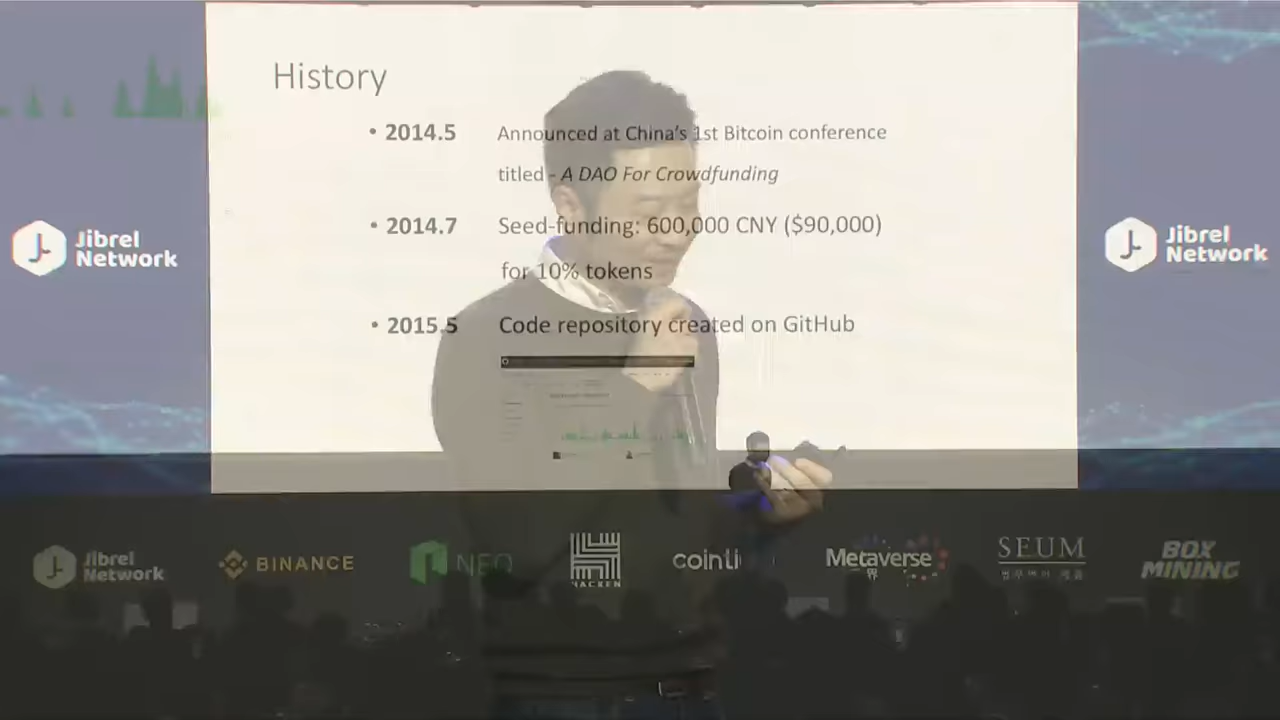 History
• 2014.5 Announced at China's 1st Bitcoin conference
titled - A DAO For Crowdfunding
• 2014.7 Seed-funding: 600,000 CNY ($90,000)
for 10% tokens
• 2015.5 Code repository created on GitHub
Jibrel
Network
Jibrel
Network
Jibrel
Network
BINANCE
NEO
HACKEN
coinli
Metaverse
界
SEUM
BOX
MINING